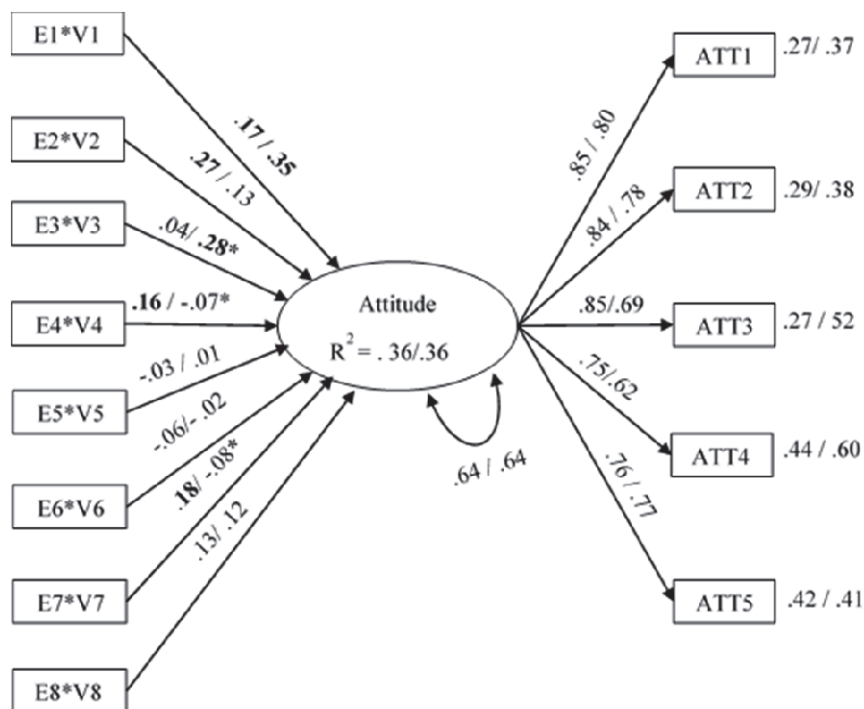 E1*V1
E2*V2
E3*V3
E4*V4
E5*V5
E6*V6
E7*V7
E8*V8
.17/ .35
.27 / .13
.04/ .28*
.16 / -.07*
-.03 / .01
-.06/- .02
.18/ -.08*
.13/ .12
Attitude
R² = . 36/.36
.64 / .64
.85 / .80
.84 / .78
.85/.69
.75/.62
.76 / .77
ATT1 .27/ .37
ATT2 .29/ .38
ATT3 .27 / 52
ATT4 .44 / .60
ATT5 .42 / .41